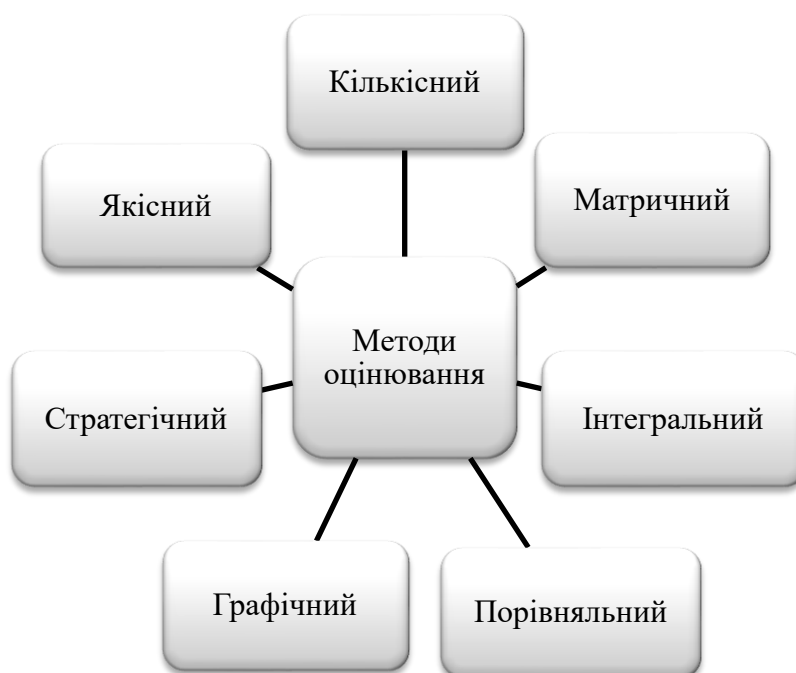 Кількісний
Якісний
Матричний
Методи
оцінювання
Стратегічний
Інтегральний
Графічний
Порівняльний